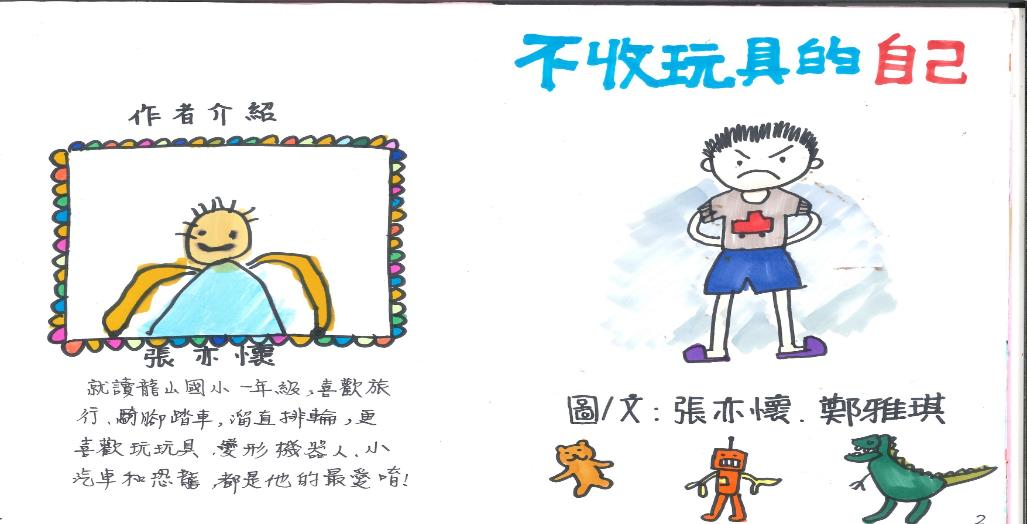 作者介紹
張亦懷
就讀龍山國小一年級,喜歡旅
行、騎腳踏車,溜直排輪,更
喜歡玩玩具、變形機器人、小
汽車和恐龍,都是他的最愛唷!
不收玩具的自己
圖/文:張亦懷、鄭雅琪
2